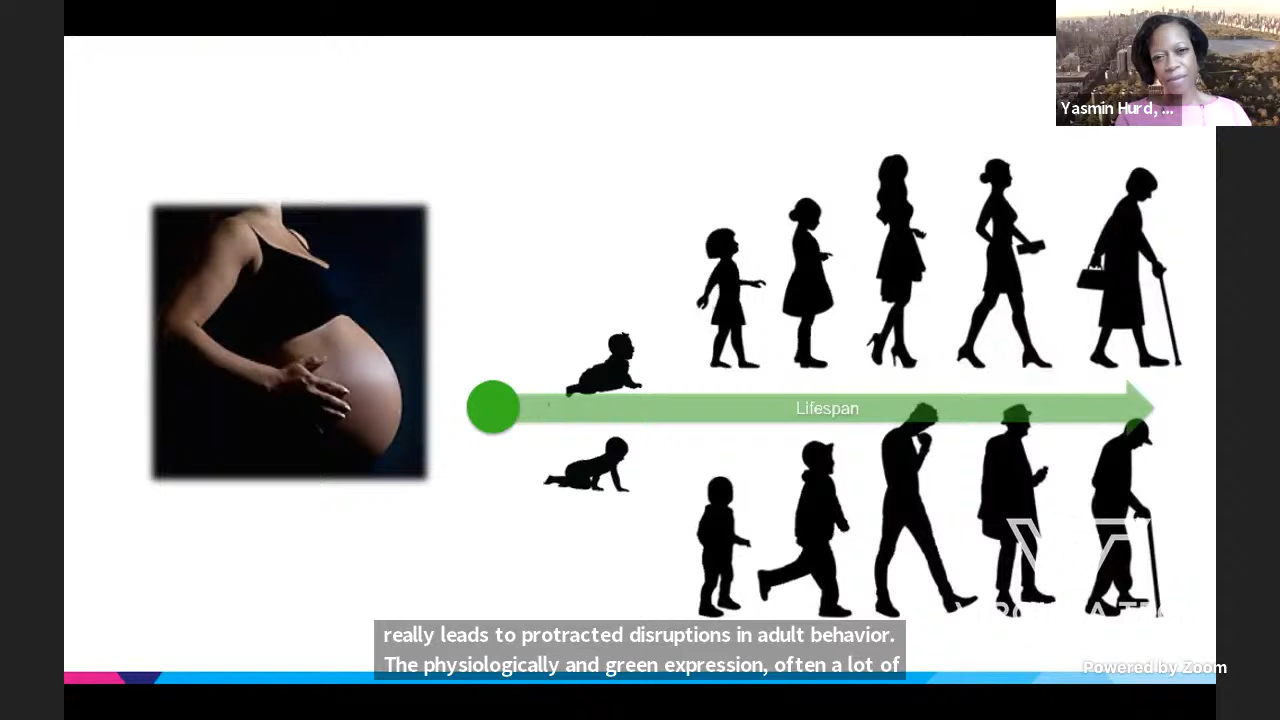 Yasmin Hurd, ...
Lifespan
really leads to protracted disruptions in adult behavior.
The physiologically and green expression, often a lot of
Powered by Zoom